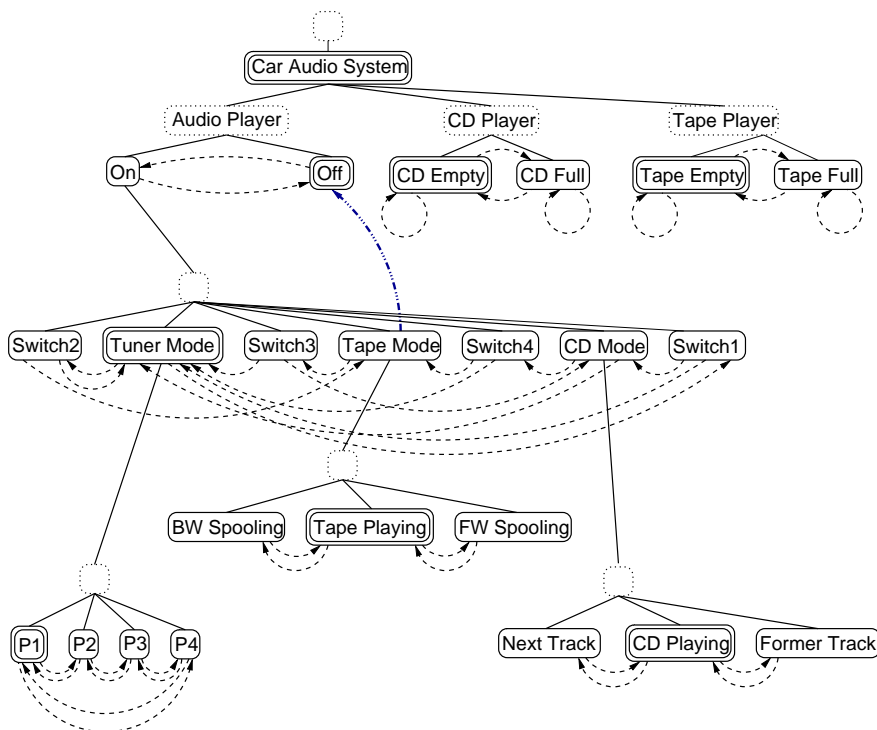 Car Audio System
Audio Player
CD Player
Tape Player
On
Off
CD Empty
CD Full
Tape Empty
Tape Full
Switch2
Tuner Mode
Switch3
Tape Mode
Switch4
CD Mode
Switch1
BW Spooling
Tape Playing
FW Spooling
P1
P2
P3
P4
Next Track
CD Playing
Former Track